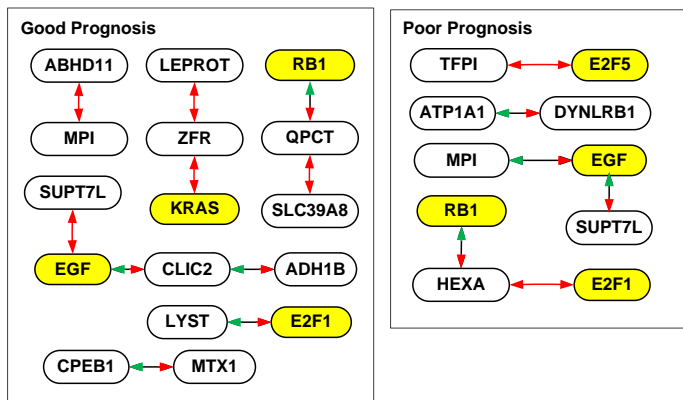 Good Prognosis
ABHD11
LEPROT
RB1
MPI
ZFR
QPCT
SUPT7L
KRAS
SLC39A8
EGF
CLIC2
ADH1B
LYST
E2F1
CPEB1
MTX1
Poor Prognosis
TFPI
E2F5
ATP1A1
DYNLRB1
MPI
EGF
RB1
SUPT7L
HEXA
E2F1